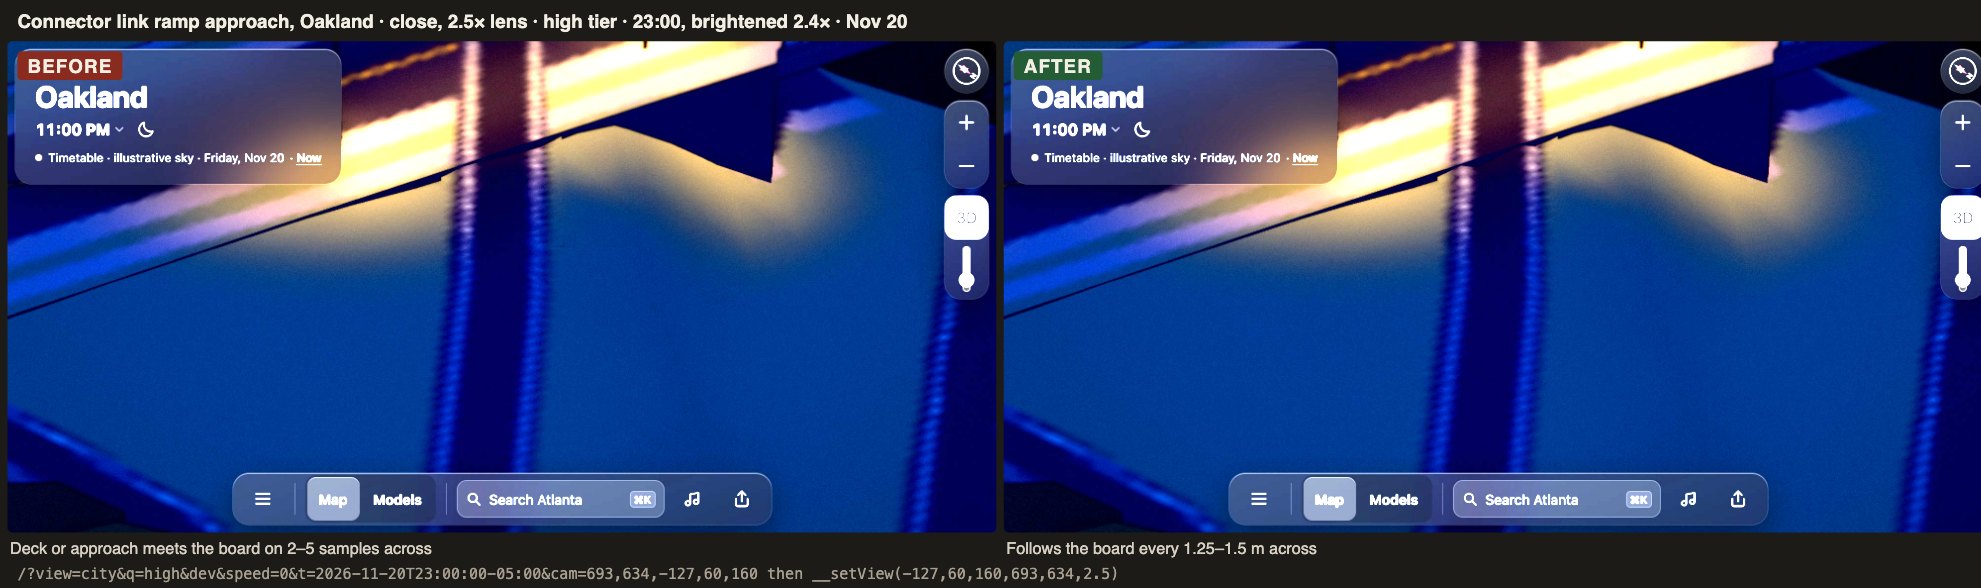 Connector link ramp approach, Oakland · close, 2.5× lens · high tier · 23:00, brightened 2.4× · Nov 20
BEFORE
Oakland
11:00 PM
Timetable · illustrative sky · Friday, Nov 20 · Now
+
−
3D
Map
Models
Search Atlanta
⌘K
Deck or approach meets the board on 2–5 samples across
AFTER
Oakland
11:00 PM
Timetable · illustrative sky · Friday, Nov 20 · Now
+
−
3D
Map
Models
Search Atlanta
⌘K
Follows the board every 1.25–1.5 m across
/?view=city&q=high&dev&speed=0&t=2026-11-20T23:00:00-05:00&cam=693,634,-127,60,160 then __setView(-127,60,160,693,634,2.5)